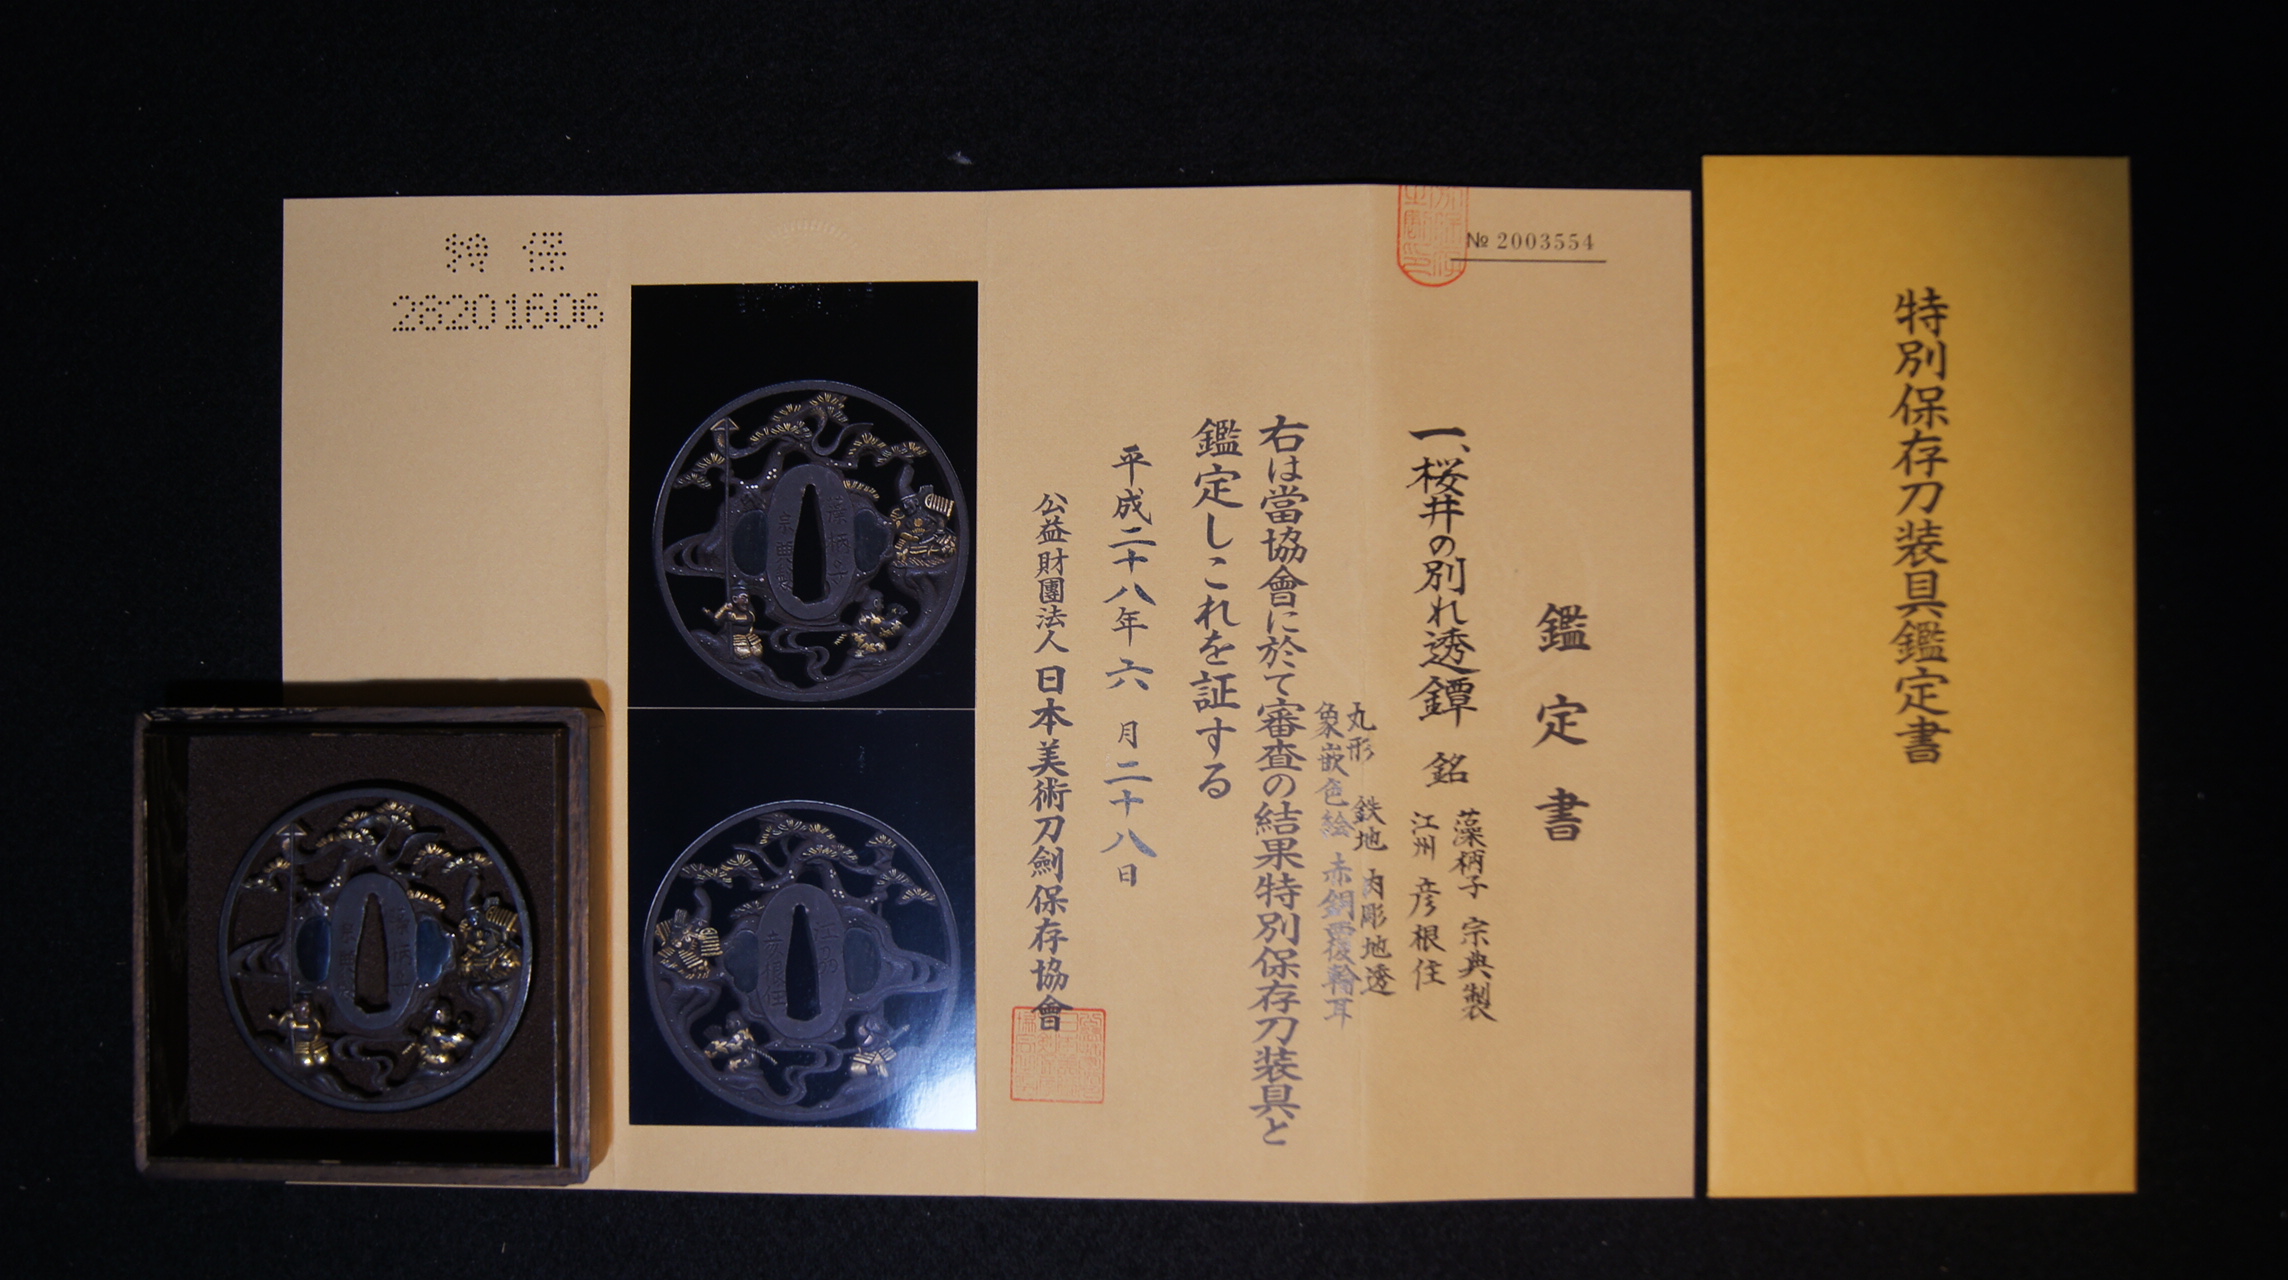 特別保存刀装具鑑定書
№ 2003554
鑑定書
一、桜井の別れ透鐔 銘 藻柄子 宗典製
江州 彦根住
丸形 鉄地 肉彫地透
象嵌色絵 赤銅覆輪耳
右は當協會に於て審査の結果特別保存刀装具と
鑑定しこれを証する
平成二十八年六月二十八日
公益財團法人 日本美術刀剣保存協會
特 保
26201606